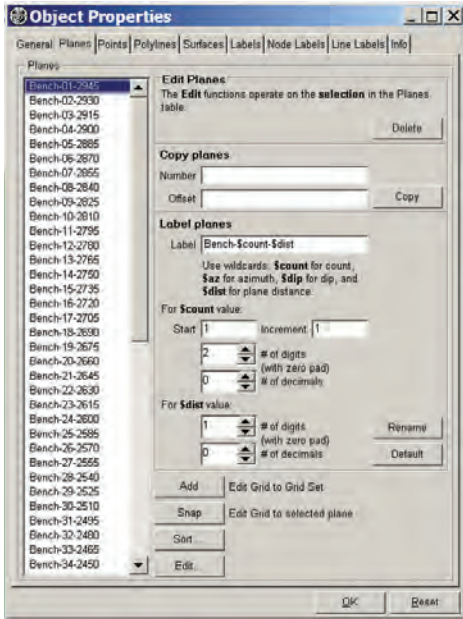 Object Properties
General Planes Points Polylines Surfaces Labels Node Labels Line Labels Info
Planes
Bench-01-2945
Bench-02-2930
Bench-03-2915
Bench-04-2900
Bench-05-2885
Bench-06-2870
Bench-07-2855
Bench-08-2840
Bench-09-2825
Bench-10-2810
Bench-11-2795
Bench-12-2780
Bench-13-2765
Bench-14-2750
Bench-15-2735
Bench-16-2720
Bench-17-2705
Bench-18-2690
Bench-19-2675
Bench-20-2660
Bench-21-2645
Bench-22-2630
Bench-23-2615
Bench-24-2600
Bench-25-2585
Bench-26-2570
Bench-27-2555
Bench-28-2540
Bench-29-2525
Bench-30-2510
Bench-31-2495
Bench-32-2480
Bench-33-2465
Bench-34-2450
Edit Planes
The Edit functions operate on the selection in the Planes
table.
Delete
Copy planes
Number
Offset
Copy
Label planes
Label Bench-$count-$dist
Use wildcards: $count for count,
$az for azimuth, $dip for dip, and
$dist for plane distance.
For $count value:
Start 1 Increment 1
2 # of digits
(with zero pad)
0 # of decimals
For $dist value:
1 # of digits
(with zero pad)
0 # of decimals
Rename
Default
Add Edit Grid to Grid Set
Snap Edit Grid to selected plane
Sort...
Edit...
OK Reset